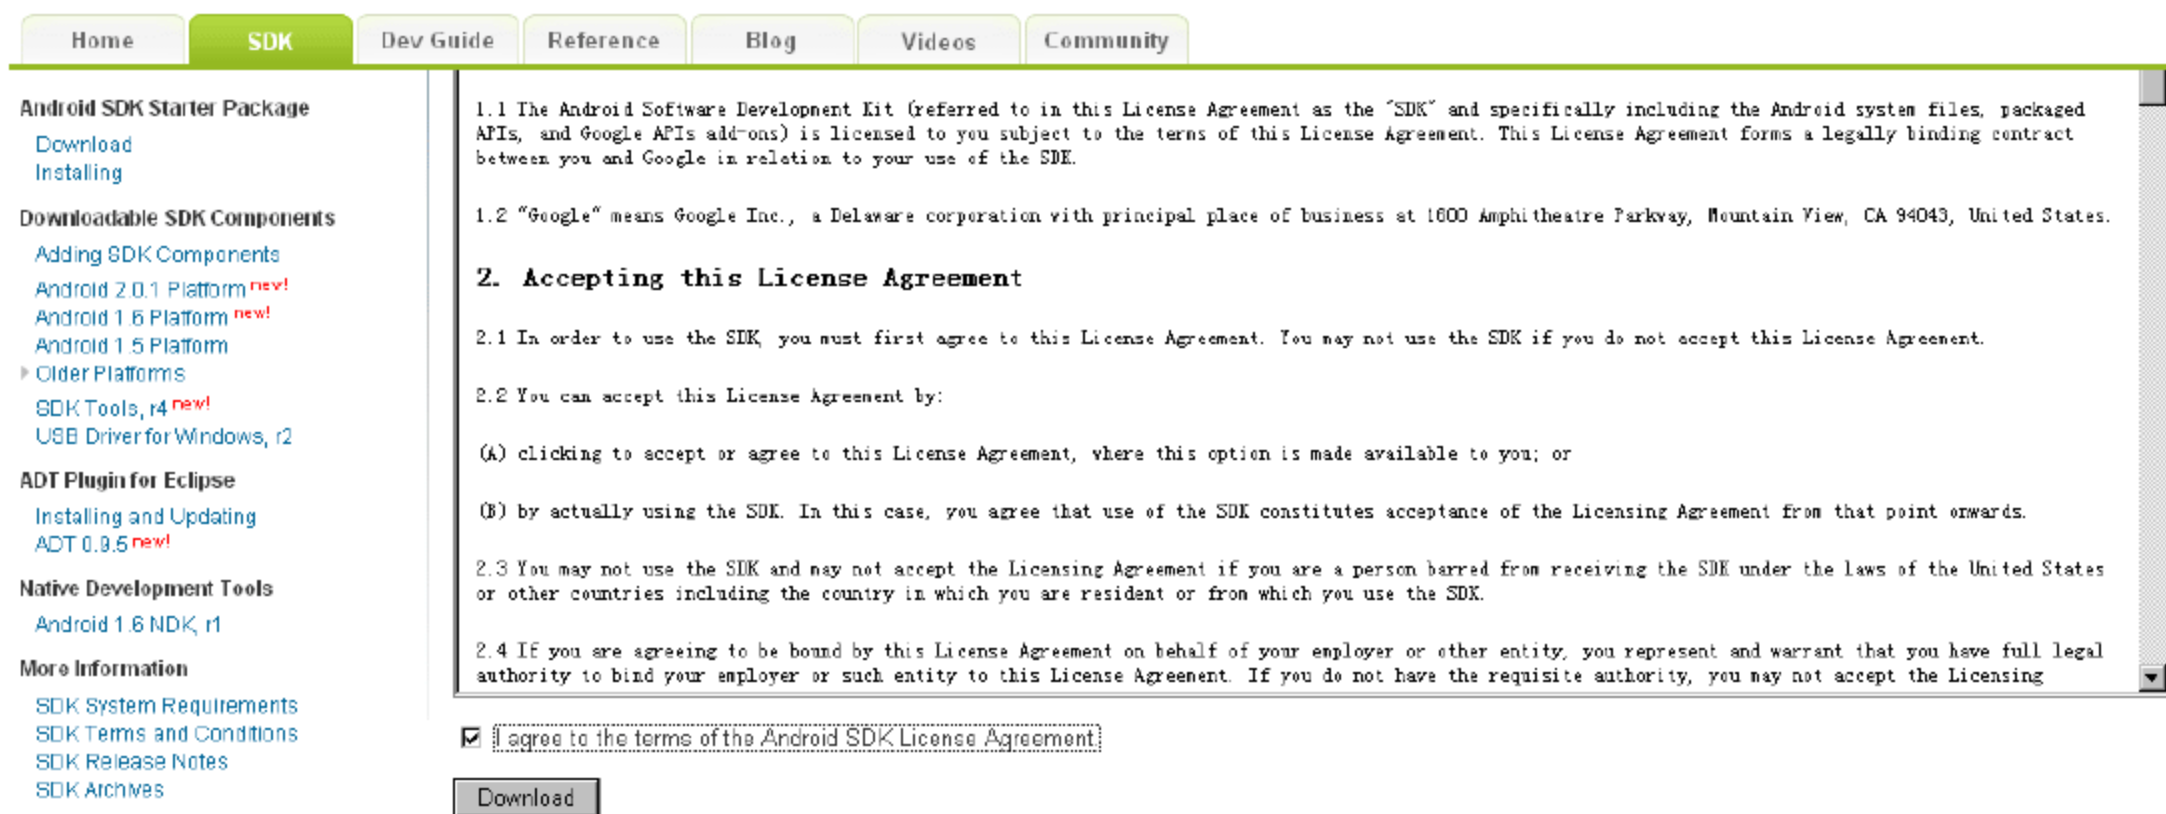 Home
SDK
Dev Guide
Reference
Blog
Videos
Community
Android SDK Starter Package
Download
Installing
Downloadable SDK Components
Adding SDK Components
Android 2.0.1 Platform new!
Android 1.6 Platform new!
Android 1.5 Platform
Older Platforms
SDK Tools, r4 new!
USB Driver for Windows, r2
ADT Plugin for Eclipse
Installing and Updating
ADT 0.9.5 new!
Native Development Tools
Android 1.6 NDK, r1
More Information
SDK System Requirements
SDK Terms and Conditions
SDK Release Notes
SDK Archives
1.1 The Android Software Development Kit (referred to in this License Agreement as the "SDK" and specifically including the Android system files, packaged
APIs, and Google APIs add-ons) is licensed to you subject to the terms of this License Agreement. This License Agreement forms a legally binding contract
between you and Google in relation to your use of the SDK.
1.2 "Google" means Google Inc., a Delaware corporation with principal place of business at 1600 Amphitheatre Parkway, Mountain View, CA 94043, United States.
2. Accepting this License Agreement
2.1 In order to use the SDK, you must first agree to this License Agreement. You may not use the SDK if you do not accept this License Agreement.
2.2 You can accept this License Agreement by:
(A) clicking to accept or agree to this License Agreement, where this option is made available to you; or
(B) by actually using the SDK. In this case, you agree that use of the SDK constitutes acceptance of the Licensing Agreement from that point onwards.
2.3 You may not use the SDK and may not accept the Licensing Agreement if you are a person barred from receiving the SDK under the laws of the United States
or other countries including the country in which you are resident or from which you use the SDK.
2.4 If you are agreeing to be bound by this License Agreement on behalf of your employer or other entity, you represent and warrant that you have full legal
authority to bind your employer or such entity to this License Agreement. If you do not have the requisite authority, you may not accept the Licensing
I agree to the terms of the Android SDK License Agreement
Download